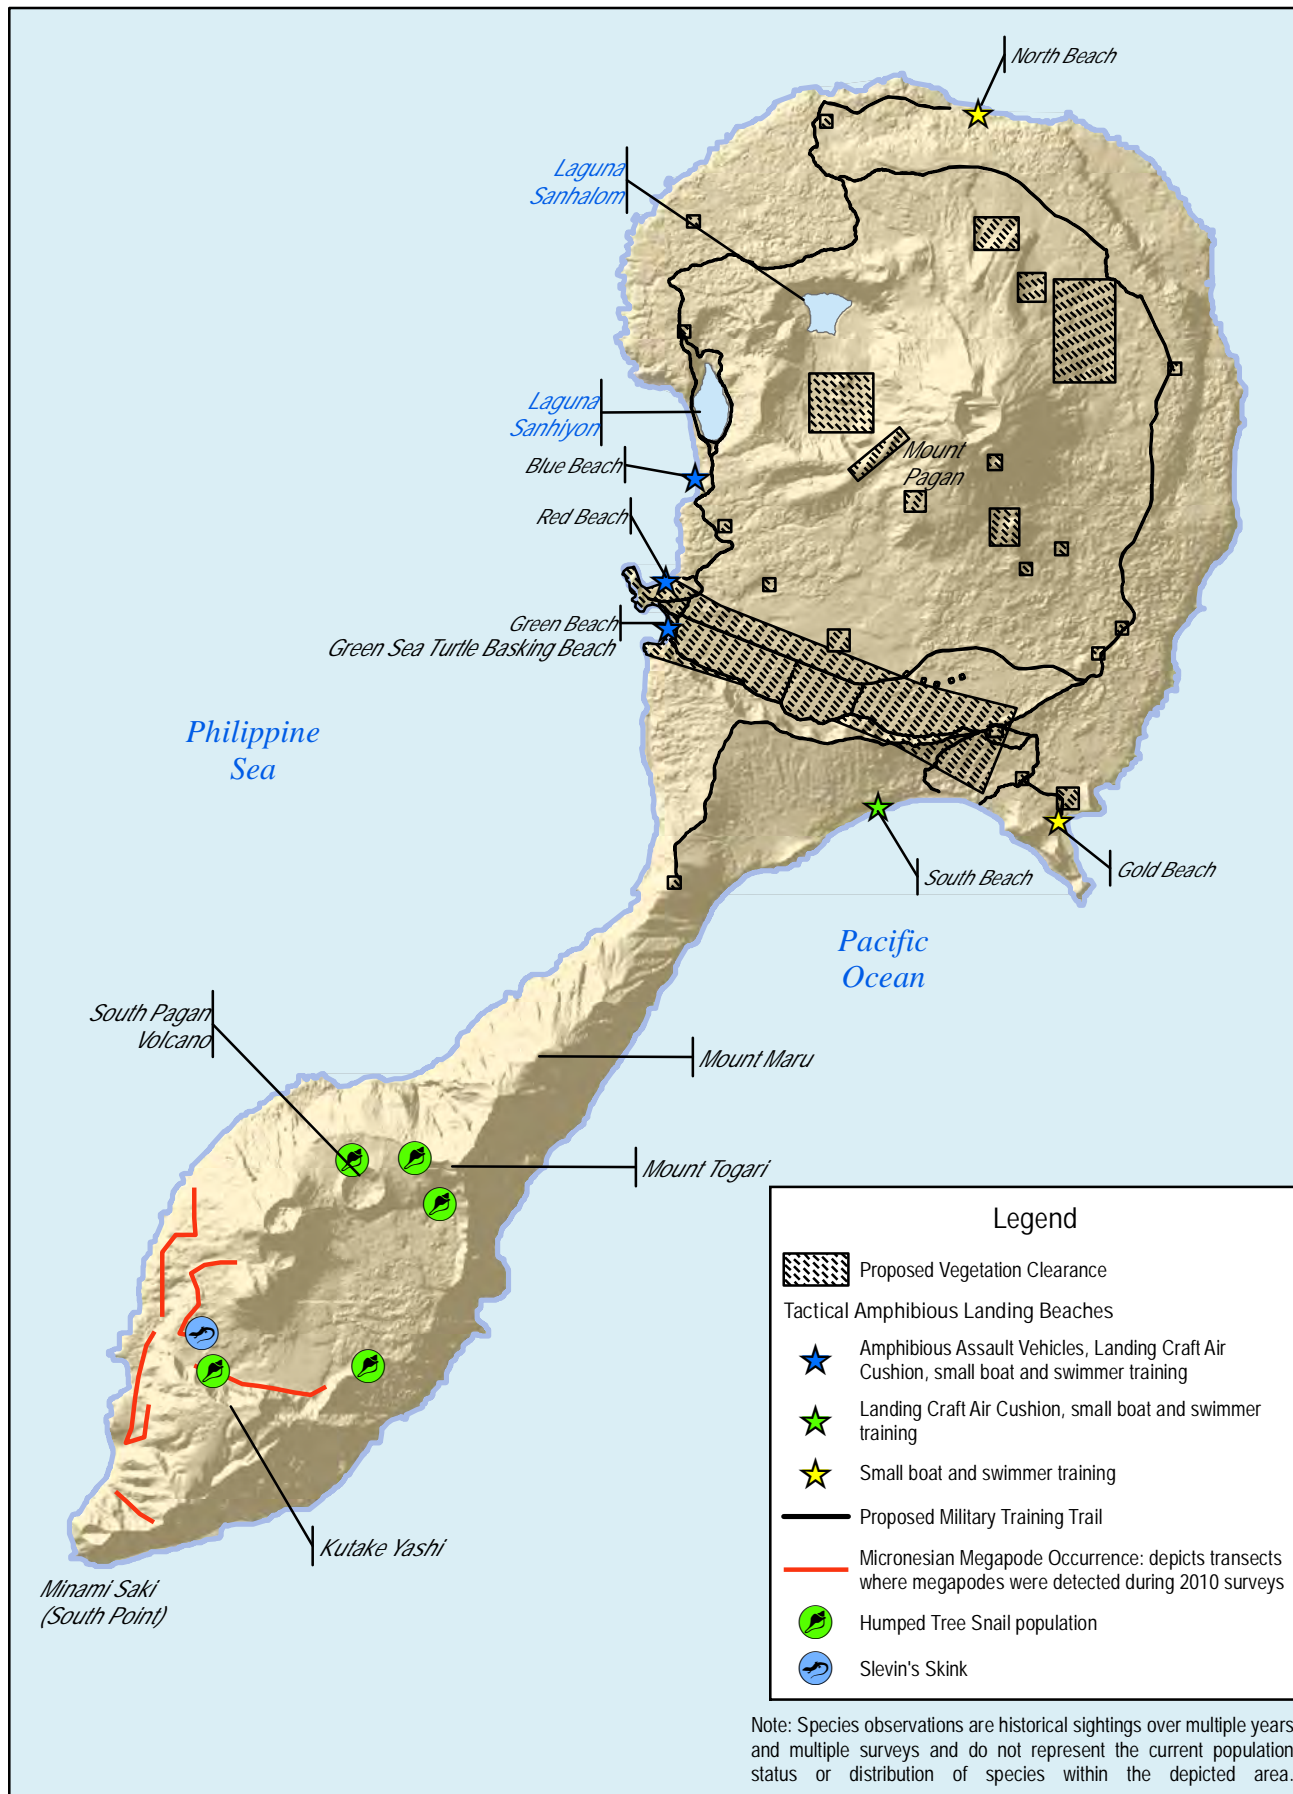 North Beach
Laguna
Sanhalom
Laguna
Sanhiyon
Blue Beach
Mount
Pagan
Red Beach
Green Beach
Green Sea Turtle Basking Beach
Philippine
Sea
South Beach
Gold Beach
Pacific
Ocean
South Pagan
Volcano
Mount Maru
Mount Togari
Kutake Yashi
Minami Saki
(South Point)
Legend
Proposed Vegetation Clearance
Tactical Amphibious Landing Beaches
Amphibious Assault Vehicles, Landing Craft Air
Cushion, small boat and swimmer training
Landing Craft Air Cushion, small boat and swimmer
training
Small boat and swimmer training
Proposed Military Training Trail
Micronesian Megapode Occurrence: depicts transects
where megapodes were detected during 2010 surveys
Humped Tree Snail population
Slevin's Skink
Note: Species observations are historical sightings over multiple years
and multiple surveys and do not represent the current population
status or distribution of species within the depicted area.